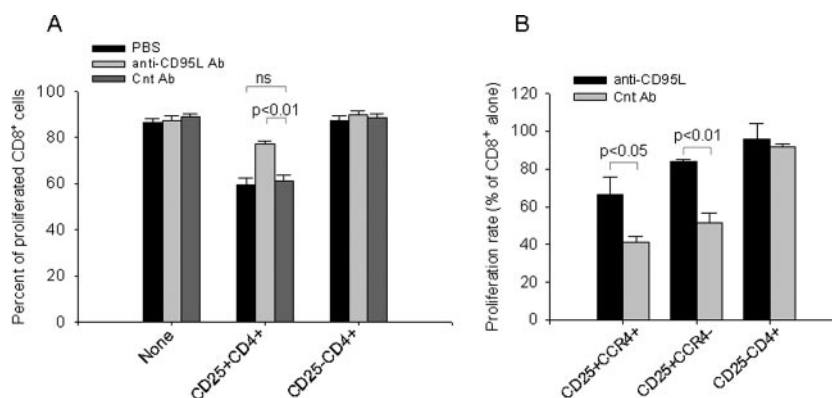 A
PBS
anti-CD95L Ab
Cnt Ab
Percent of proliferated CD8+ cells
100
80
60
40
20
0
ns
p<0.01
None
CD25+CD4+
CD25-CD4+
B
anti-CD95L
Cnt Ab
Proliferation rate (% of CD8+ alone)
120
100
80
60
40
20
0
p<0.05
p<0.01
CD25+CCR4+
CD25+CCR4-
CD25-CD4+